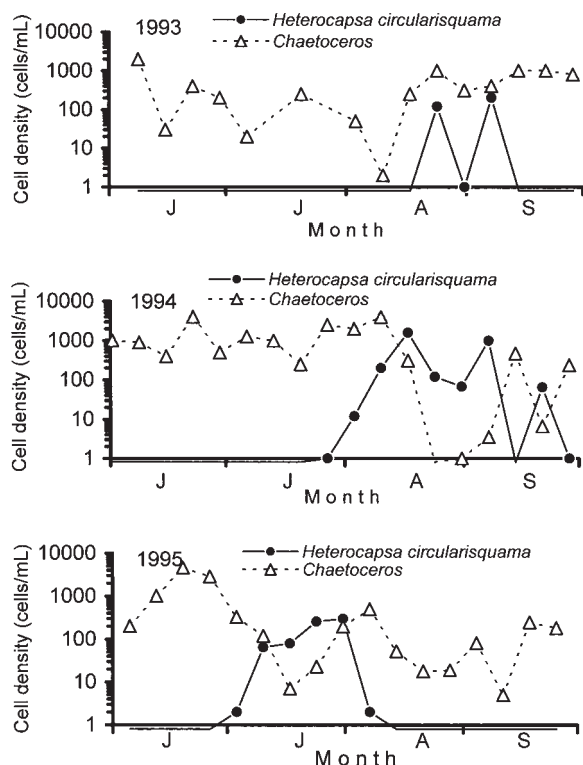 1993
Heterocapsa circularisquama
Chaetoceros
Cell density (cells/mL)
10000
1000
100
10
1
J J A S
Month
1994
Heterocapsa circularisquama
Chaetoceros
Cell density (cells/mL)
10000
1000
100
10
1
J J A S
Month
1995
Heterocapsa circularisquama
Chaetoceros
Cell density (cells/mL)
10000
1000
100
10
1
J J A S
Month